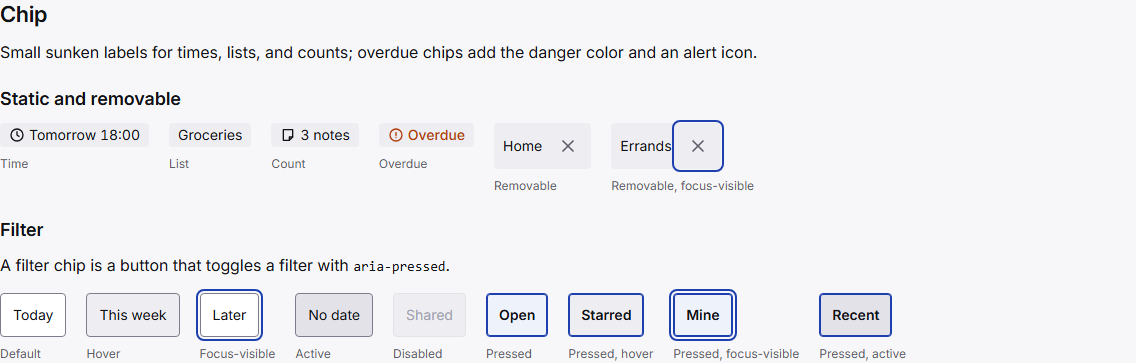 Chip
Small sunken labels for times, lists, and counts; overdue chips add the danger color and an alert icon.
Static and removable
Tomorrow 18:00
Groceries
3 notes
Overdue
Home
Errands
Time
List
Count
Overdue
Removable
Removable, focus-visible
Filter
A filter chip is a button that toggles a filter with aria-pressed.
Today
This week
Later
No date
Shared
Open
Starred
Mine
Recent
Default
Hover
Focus-visible
Active
Disabled
Pressed
Pressed, hover
Pressed, focus-visible
Pressed, active